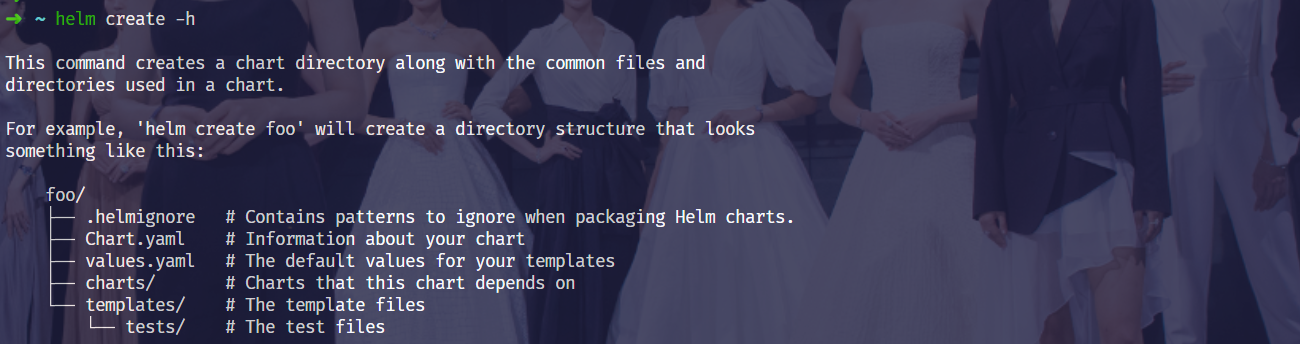 ➜ ~ helm create -h
This command creates a chart directory along with the common files and
directories used in a chart.
For example, 'helm create foo' will create a directory structure that looks
something like this:
foo/
├── .helmignore   # Contains patterns to ignore when packaging Helm charts.
├── Chart.yaml    # Information about your chart
├── values.yaml   # The default values for your templates
├── charts/       # Charts that this chart depends on
└── templates/    # The template files
    └── tests/    # The test files